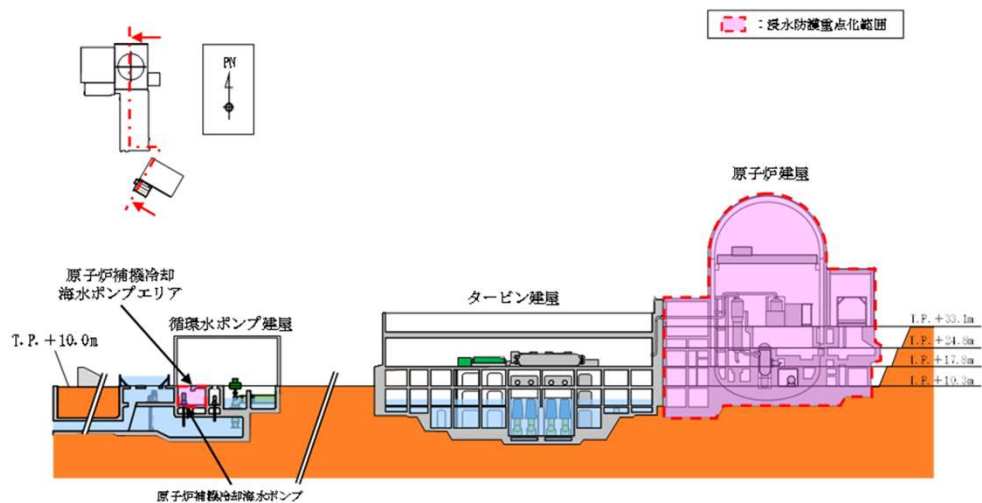 ：浸水防護重点化範囲
PN
原子炉建屋
原子炉補機冷却
海水ポンプエリア
タービン建屋
循環水ポンプ建屋
T.P.＋10.0m
T.P.＋33.1m
T.P.＋24.8m
T.P.＋17.8m
T.P.＋10.3m
原子炉補機冷却海水ポンプ